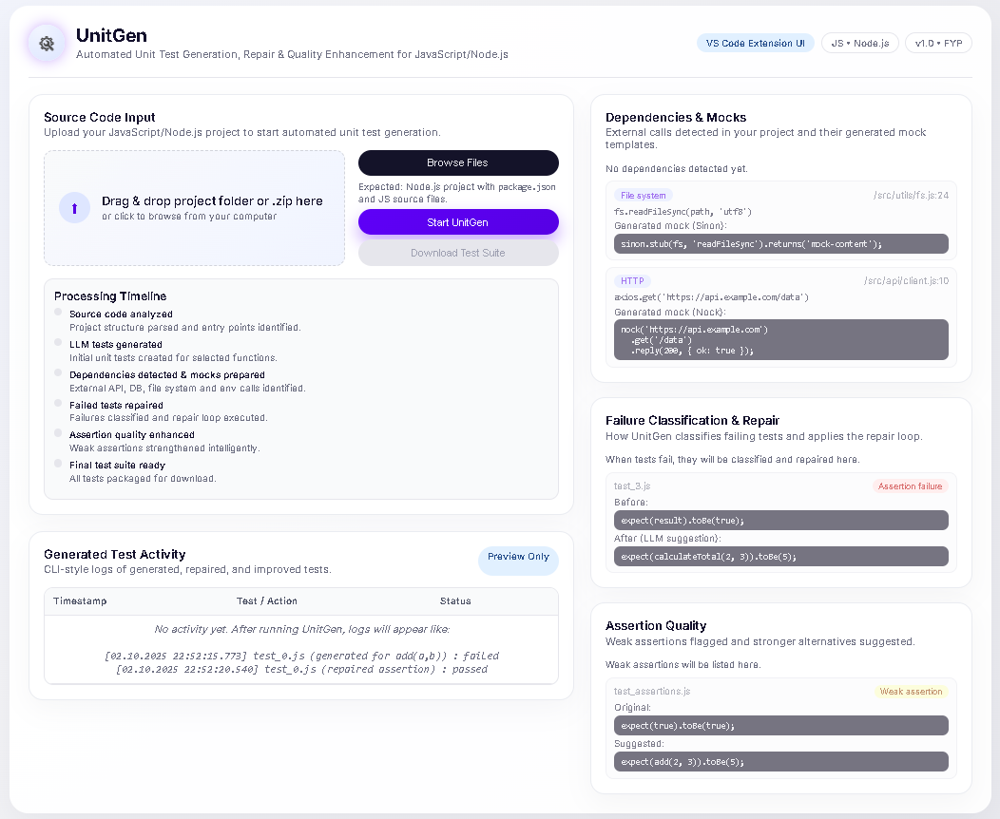 UnitGen
Automated Unit Test Generation, Repair & Quality Enhancement for JavaScript/Node.js
VS Code Extension UI
JS • Node.js
v1.0 • FYP
Source Code Input
Upload your JavaScript/Node.js project to start automated unit test generation.
Drag & drop project folder or .zip here
or click to browse from your computer
Browse Files
Expected: Node.js project with package.json
and JS source files.
Start UnitGen
Download Test Suite
Processing Timeline
Source code analyzed
Project structure parsed and entry points identified.
LLM tests generated
Initial unit tests created for selected functions.
Dependencies detected & mocks prepared
External API, DB, file system and env calls identified.
Failed tests repaired
Failures classified and repair loop executed.
Assertion quality enhanced
Weak assertions strengthened intelligently.
Final test suite ready
All tests packaged for download.
Generated Test Activity
CLI-style logs of generated, repaired, and improved tests.
Preview Only
Timestamp Test / Action Status
No activity yet. After running UnitGen, logs will appear like:
[02.10.2025 22:52:15.773] test_0.js (generated for add(a,b)) : failed
[02.10.2025 22:52:20.540] test_0.js (repaired assertion) : passed
Dependencies & Mocks
External calls detected in your project and their generated mock
templates.
No dependencies detected yet.
File system /src/utils/fs.js:24
fs.readFileSync(path, 'utf8')
Generated mock (Sinon):
sinon.stub(fs, 'readFileSync').returns('mock-content');
HTTP /src/api/client.js:10
axios.get('https://api.example.com/data')
Generated mock (Nock):
nock('https://api.example.com')
.get('/data')
.reply(200, { ok: true });
Failure Classification & Repair
How UnitGen classifies failing tests and applies the repair loop.
When tests fail, they will be classified and repaired here.
test_3.js Assertion failure
Before:
expect(result).toBe(true);
After (LLM suggestion):
expect(calculateTotal(2, 3)).toBe(5);
Assertion Quality
Weak assertions flagged and stronger alternatives suggested.
Weak assertions will be listed here.
test_assertions.js Weak assertion
Original:
expect(true).toBe(true);
Suggested:
expect(add(2, 3)).toBe(5);